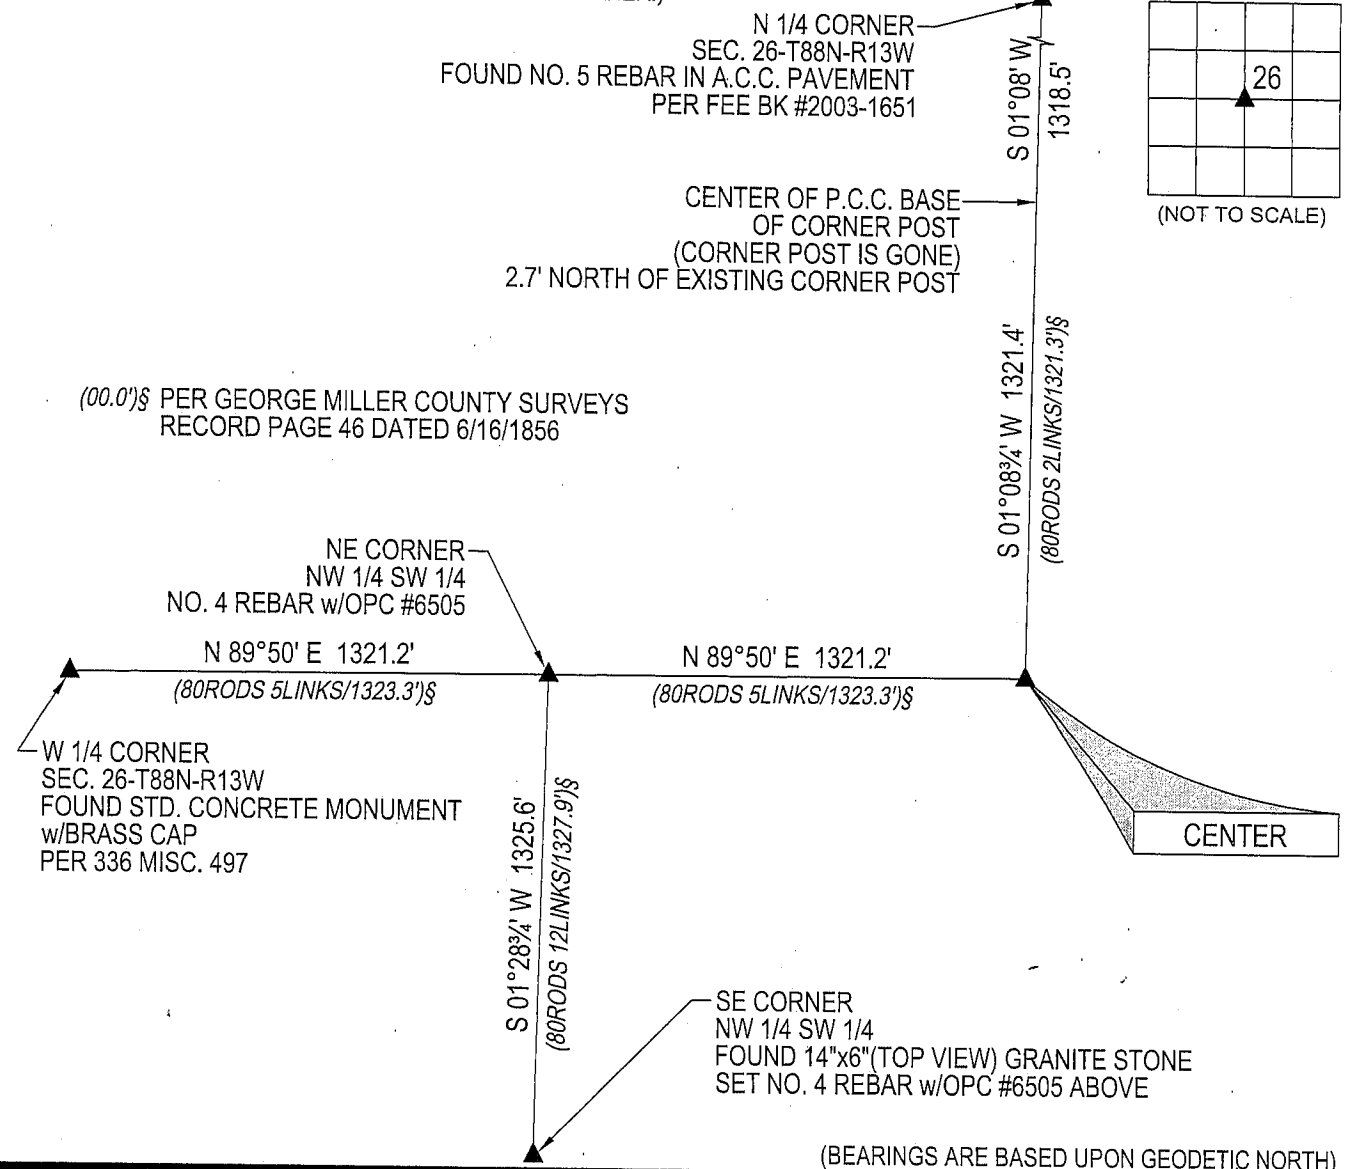 N 1/4 CORNER
SEC. 26-T88N-R13W
FOUND NO. 5 REBAR IN A.C.C. PAVEMENT
PER FEE BK #2003-1651
S 01°08' W
1318.5'
26
(NOT TO SCALE)
CENTER OF P.C.C. BASE
OF CORNER POST
(CORNER POST IS GONE)
2.7' NORTH OF EXISTING CORNER POST
S 01°08¾' W 1321.4'
(80RODS 2LINKS/1321.3')§
(00.0')§ PER GEORGE MILLER COUNTY SURVEYS
RECORD PAGE 46 DATED 6/16/1856
NE CORNER
NW 1/4 SW 1/4
NO. 4 REBAR w/OPC #6505
N 89°50' E 1321.2'
(80RODS 5LINKS/1323.3')§
N 89°50' E 1321.2'
(80RODS 5LINKS/1323.3')§
W 1/4 CORNER
SEC. 26-T88N-R13W
FOUND STD. CONCRETE MONUMENT
w/BRASS CAP
PER 336 MISC. 497
S 01°28¾' W 1325.6'
(80RODS 12LINKS/1327.9')§
CENTER
SE CORNER
NW 1/4 SW 1/4
FOUND 14"x6"(TOP VIEW) GRANITE STONE
SET NO. 4 REBAR w/OPC #6505 ABOVE
(BEARINGS ARE BASED UPON GEODETIC NORTH)